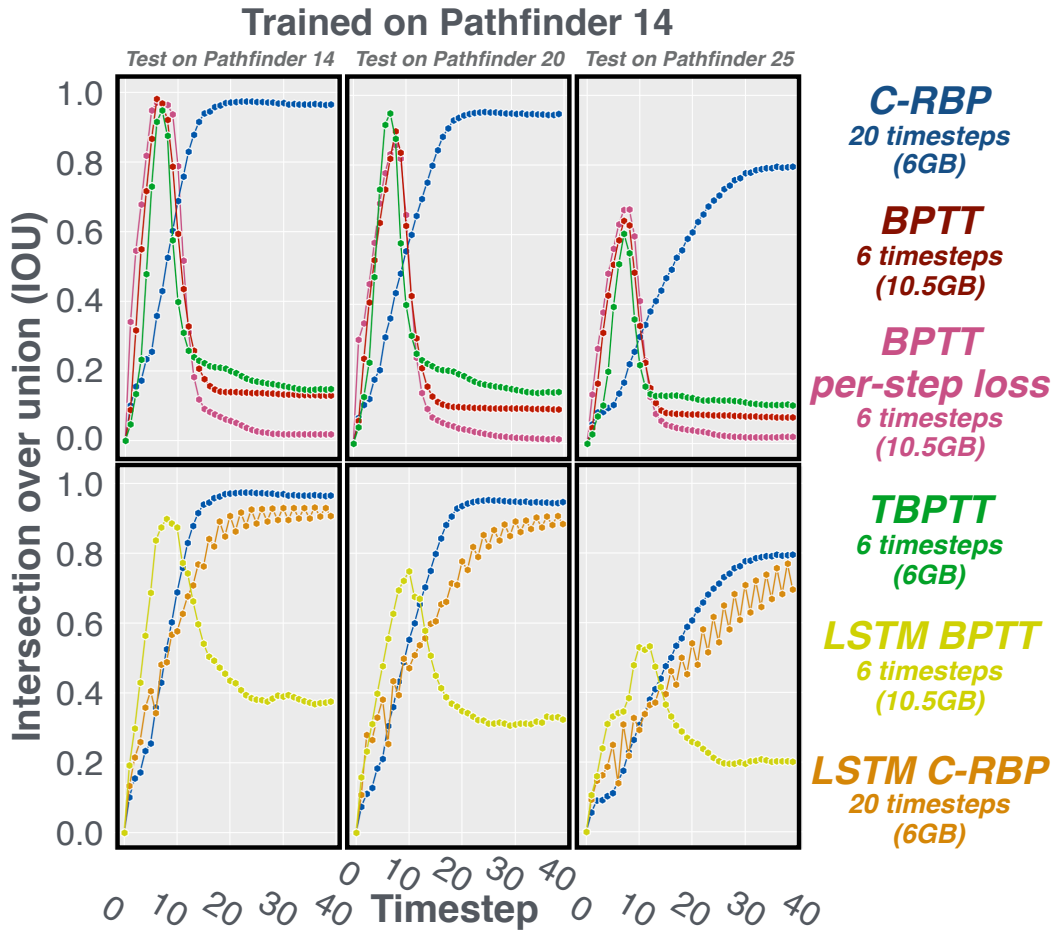 Trained on Pathfinder 14
Test on Pathfinder 14
Test on Pathfinder 20
Test on Pathfinder 25
Intersection over union (IOU)
1.0
0.8
0.6
0.4
0.2
0.0
1.0
0.8
0.6
0.4
0.2
0.0
0
10
20
30
40
0
10
20
30
40
0
10
20
30
40
Timestep
C-RBP
20 timesteps
(6GB)
BPTT
6 timesteps
(10.5GB)
BPTT
per-step loss
6 timesteps
(10.5GB)
TBPTT
6 timesteps
(6GB)
LSTM BPTT
6 timesteps
(10.5GB)
LSTM C-RBP
20 timesteps
(6GB)